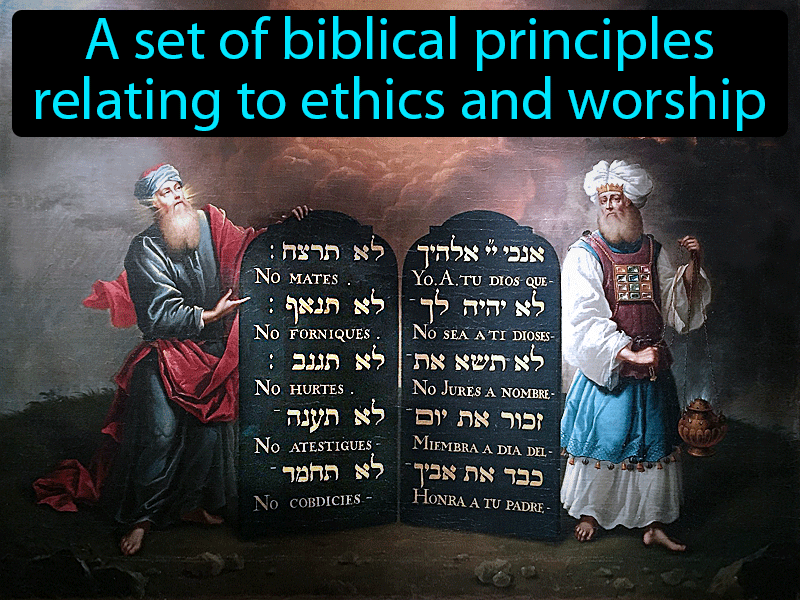 A set of biblical principles
relating to ethics and worship
אנכי יי אלהיך
YO.A.TU DIOS QUE-
לא יהיה לך-
NO SEA A TI DIOSES-
לא תשא את-
NO JURES A NOMBRE-
זכור את יום-
MIEMBRA A DIA DEL-
כבד את אביך-
HONRA A TU PADRE-
לא תרצח :
NO MATES .
לא תנאף :
NO FORNIQUES .
לא תגנב :
NO HURTES .
לא תענה-
NO ATESTIGUES-
לא תחמד-
NO COBDICIES-